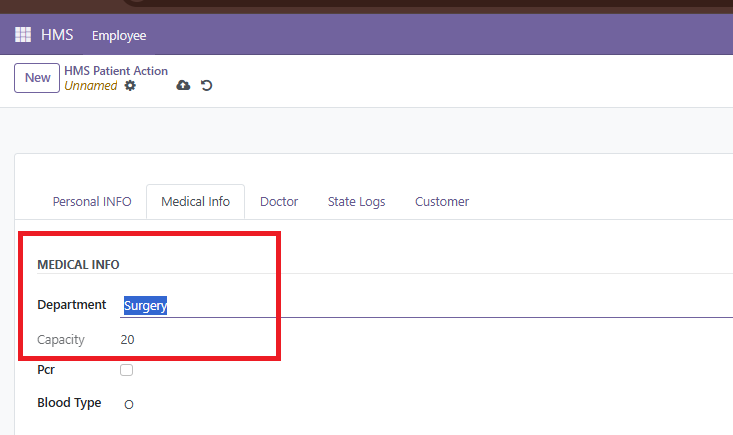 HMS Employee
New HMS Patient Action
Unnamed
Personal INFO Medical Info Doctor State Logs Customer
MEDICAL INFO
Department Surgery
Capacity 20
Pcr
Blood Type O